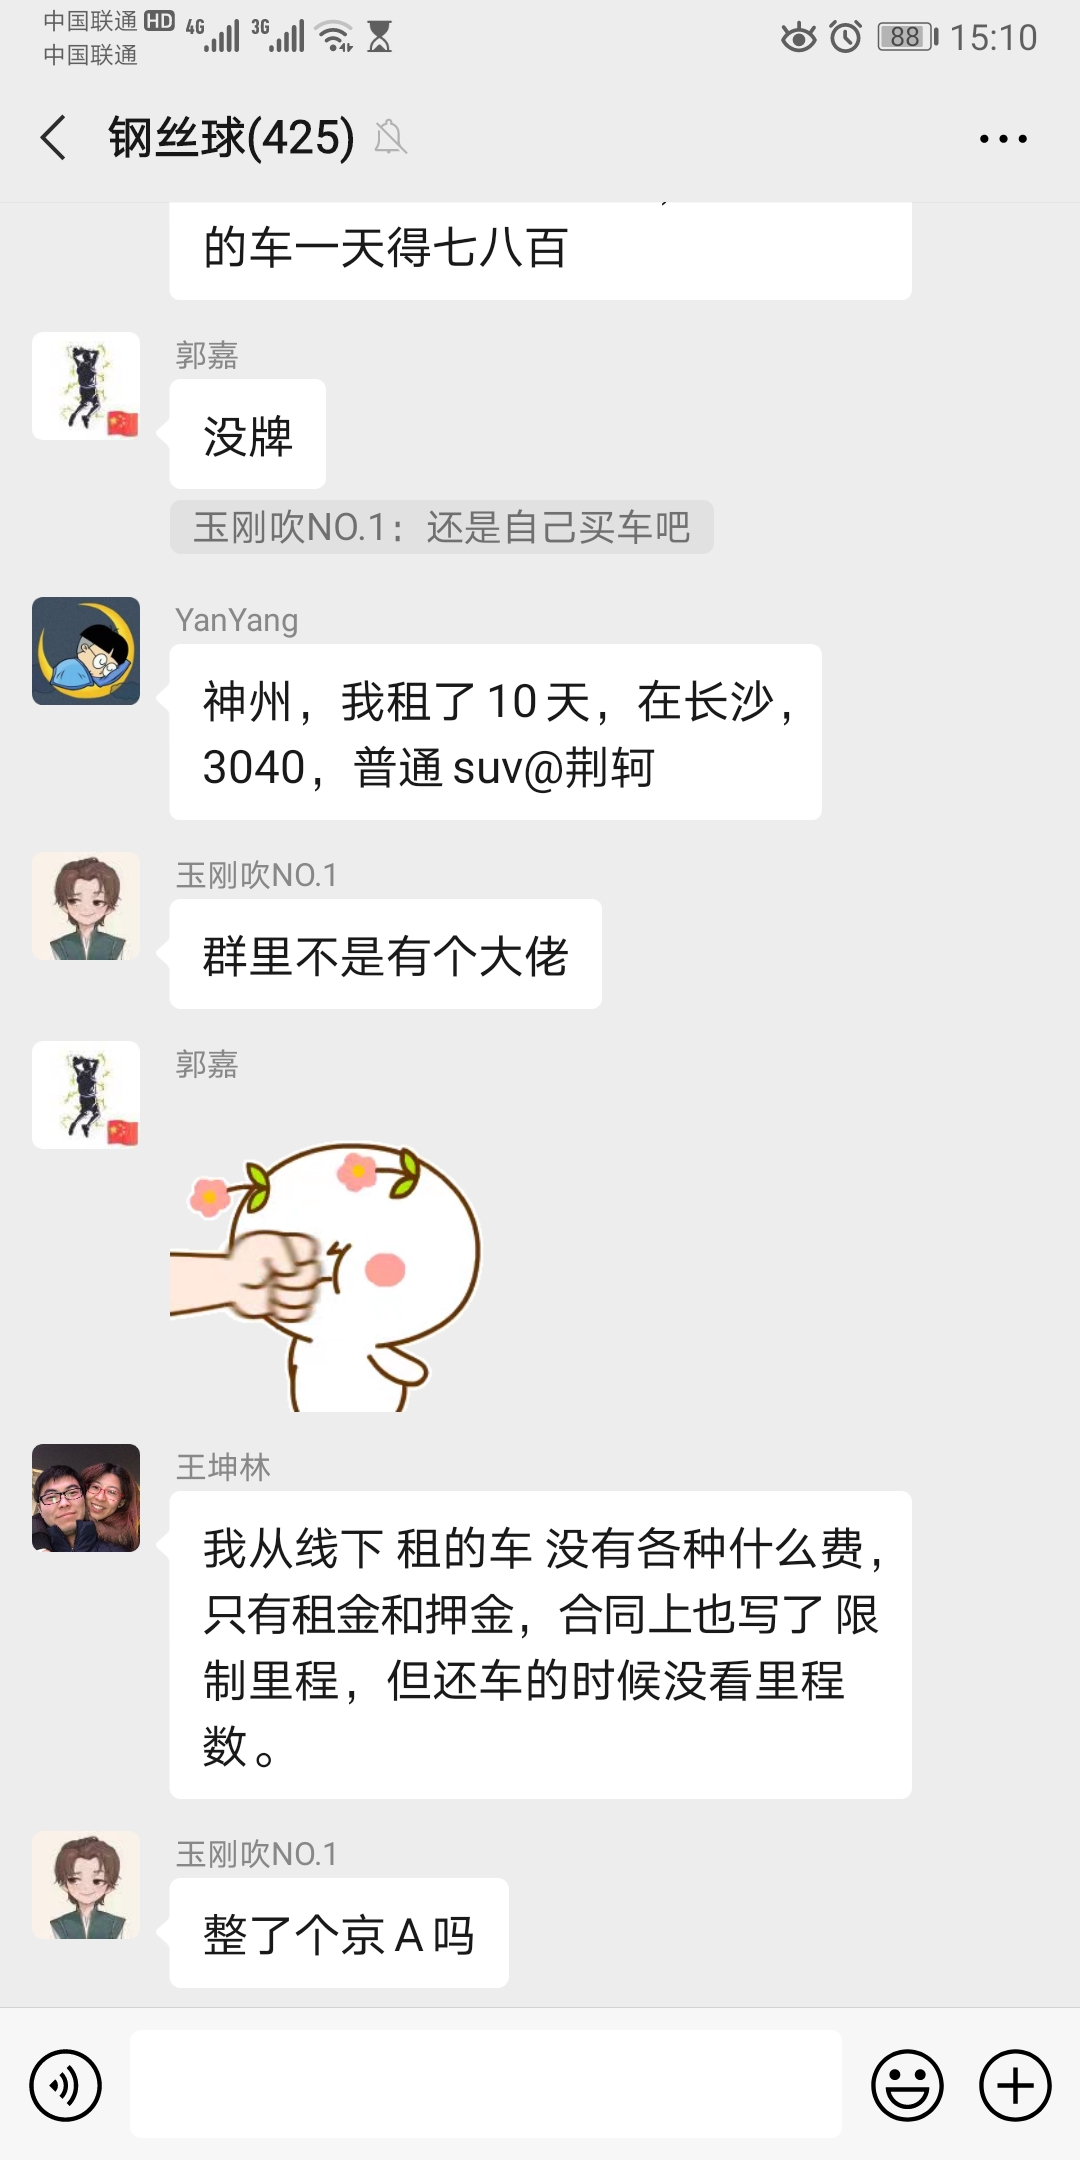 中国联通 HD 4G 3G 88 15:10
中国联通
钢丝球(425)
的车一天得七八百
郭嘉
没牌
玉刚吹NO.1：还是自己买车吧
YanYang
神州，我租了10天，在长沙，
3040，普通suv@荆轲
玉刚吹NO.1
群里不是有个大佬
郭嘉
王坤林
我从线下 租的车 没有各种什么费，
只有租金和押金，合同上也写了 限
制里程，但还车的时候没看里程
数。
玉刚吹NO.1
整了个京A吗